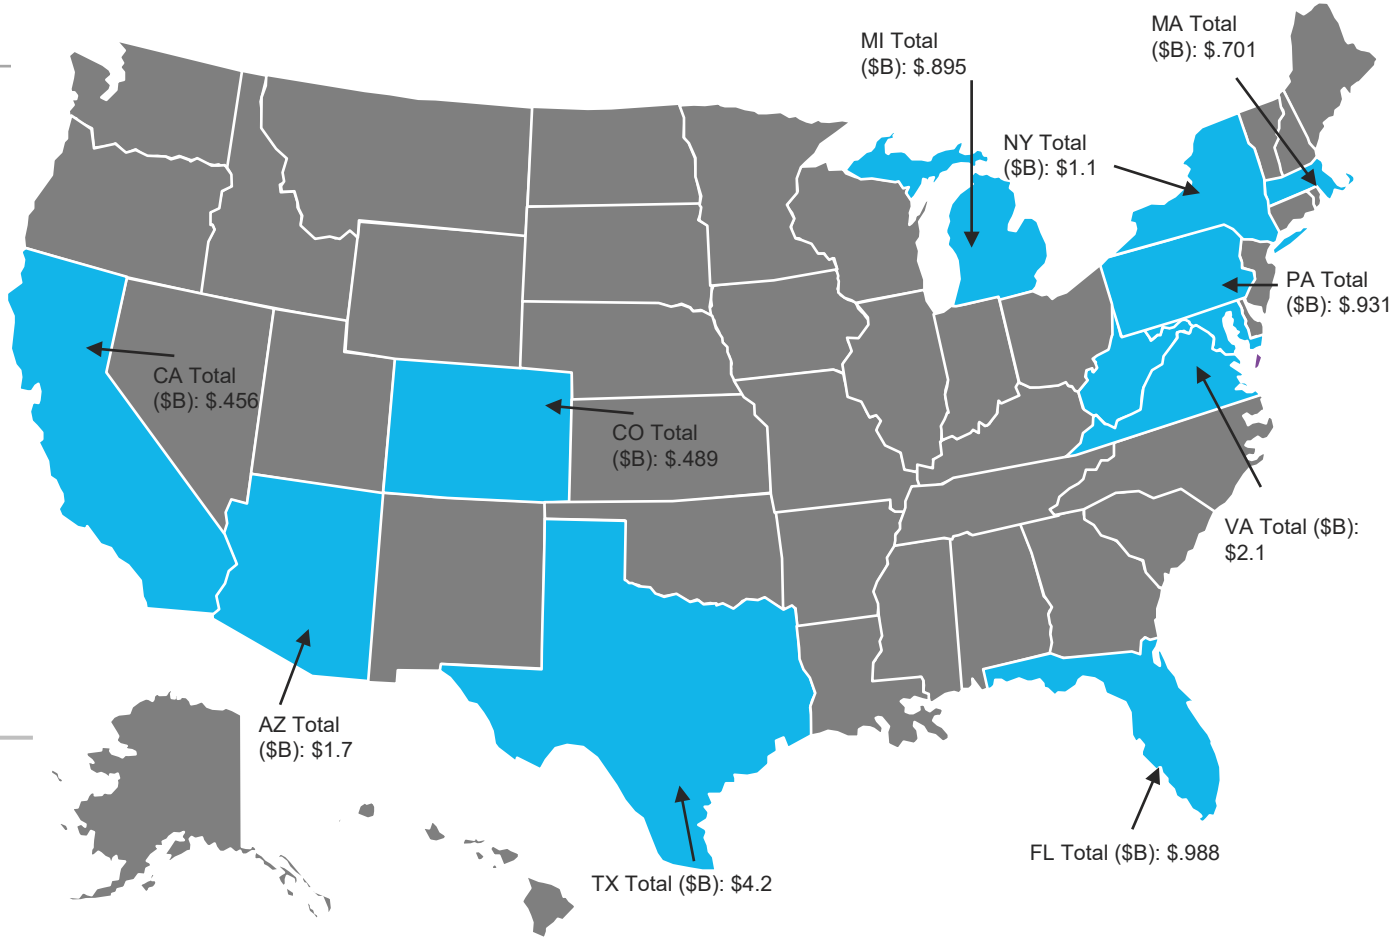 MA Total
($B): $.701
MI Total
($B): $.895
NY Total
($B): $1.1
PA Total
($B): $.931
CA Total
($B): $.456
CO Total
($B): $.489
VA Total ($B):
$2.1
AZ Total
($B): $1.7
FL Total ($B): $.988
TX Total ($B): $4.2